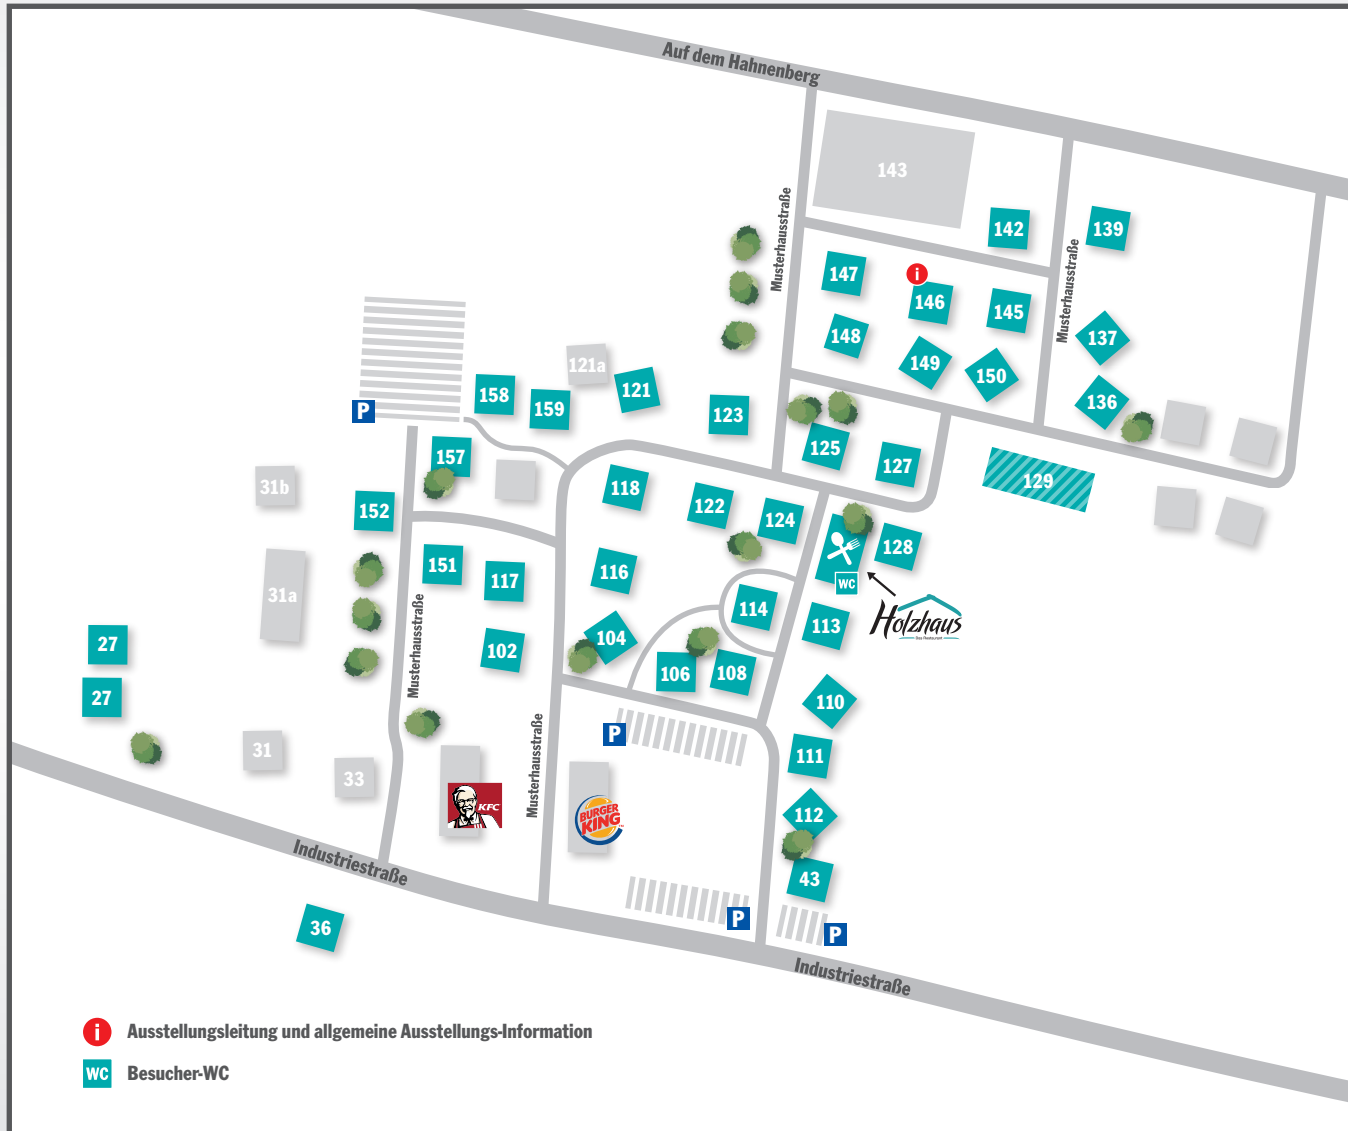 Auf dem Hahnenberg
143
Musterhausstraße
142
139
Musterhausstraße
147
i
146
145
148
137
149
150
121a
121
158
159
136
P
123
125
127
157
129
31b
118
152
122
124
128
151
117
116
WC
31a
114
Holzhaus
Das Restaurant
113
Musterhausstraße
27
102
104
106
108
27
110
Musterhausstraße
P
31
111
33
KFC
BURGER
KING
112
Industriestraße
43
P
36
P
Industriestraße
i Ausstellungsleitung und allgemeine Ausstellungs-Information
WC Besucher-WC